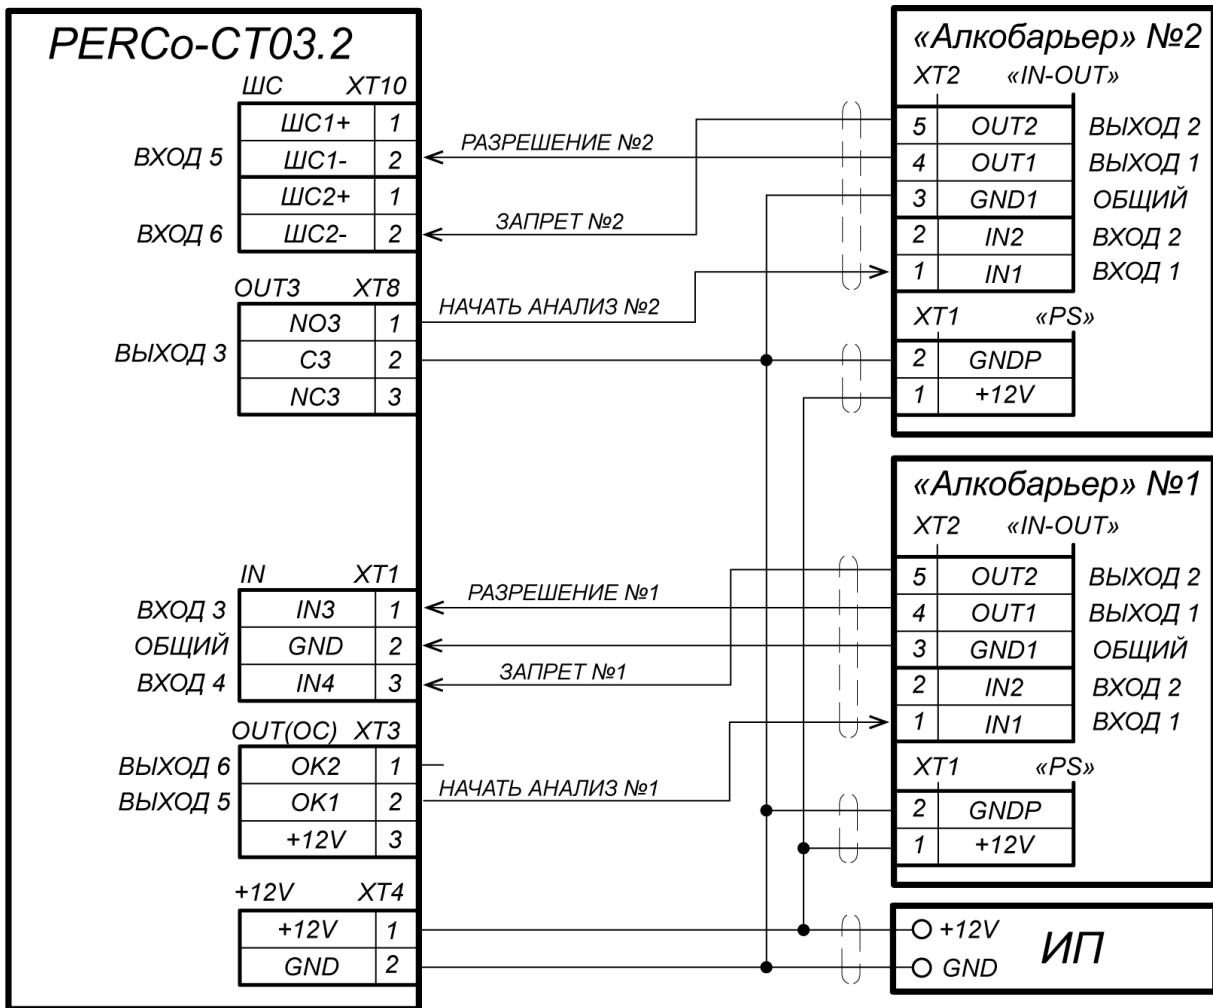 PERCo-CT03.2
ШС XT10
ШС1+ 1
ВХОД 5 ШС1- 2
ШС2+ 1
ВХОД 6 ШС2- 2
OUT3 XT8
NO3 1
ВЫХОД 3 C3 2
NC3 3
IN XT1
ВХОД 3 IN3 1
ОБЩИЙ GND 2
ВХОД 4 IN4 3
OUT(OC) XT3
ВЫХОД 6 OK2 1
ВЫХОД 5 OK1 2
+12V 3
+12V XT4
+12V 1
GND 2
РАЗРЕШЕНИЕ №2
ЗАПРЕТ №2
НАЧАТЬ АНАЛИЗ №2
РАЗРЕШЕНИЕ №1
ЗАПРЕТ №1
НАЧАТЬ АНАЛИЗ №1
«Алкобарьер» №2
XT2 «IN-OUT»
5 OUT2 ВЫХОД 2
4 OUT1 ВЫХОД 1
3 GND1 ОБЩИЙ
2 IN2 ВХОД 2
1 IN1 ВХОД 1
XT1 «PS»
2 GNDP
1 +12V
«Алкобарьер» №1
XT2 «IN-OUT»
5 OUT2 ВЫХОД 2
4 OUT1 ВЫХОД 1
3 GND1 ОБЩИЙ
2 IN2 ВХОД 2
1 IN1 ВХОД 1
XT1 «PS»
2 GNDP
1 +12V
+12V
ИП
GND